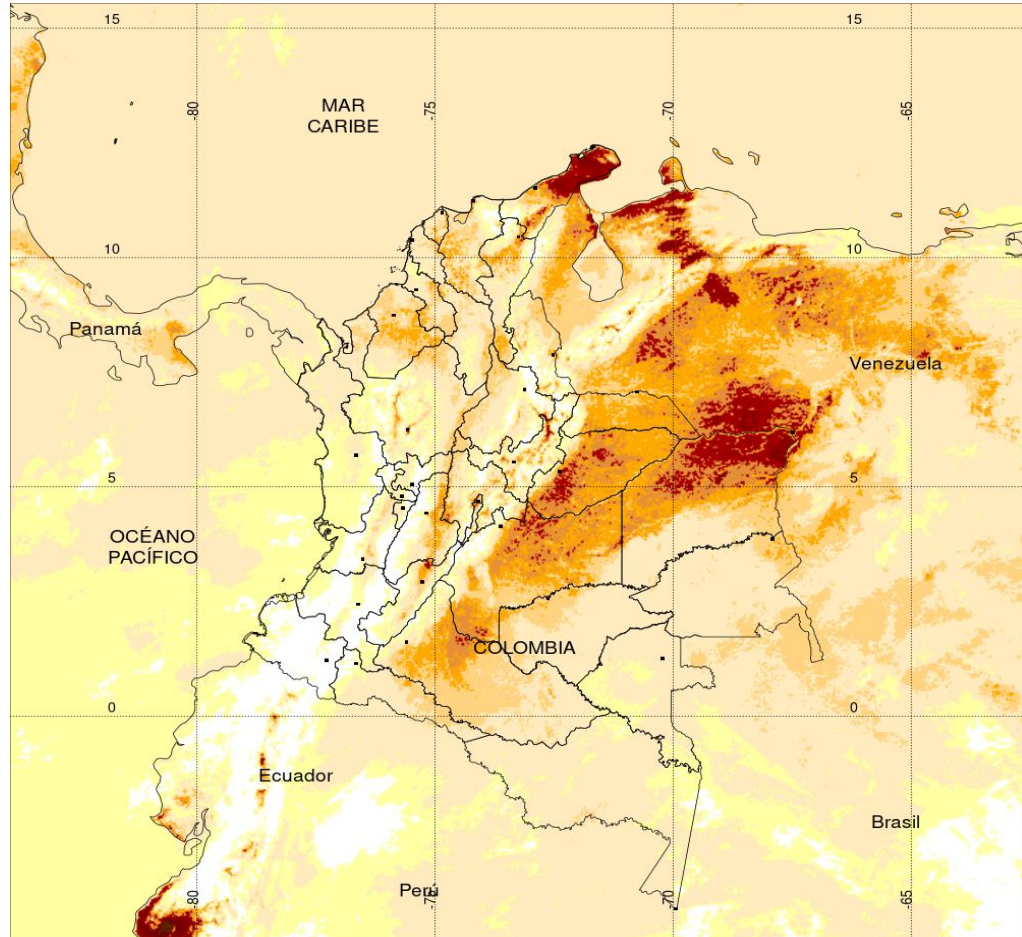 15
15
-80
-75
-70
-65
MAR
CARIBE
10
10
Panamá
Venezuela
5
5
OCÉANO
PACÍFICO
COLOMBIA
0
0
Ecuador
Brasil
Perú
-80
-75
-70
-65